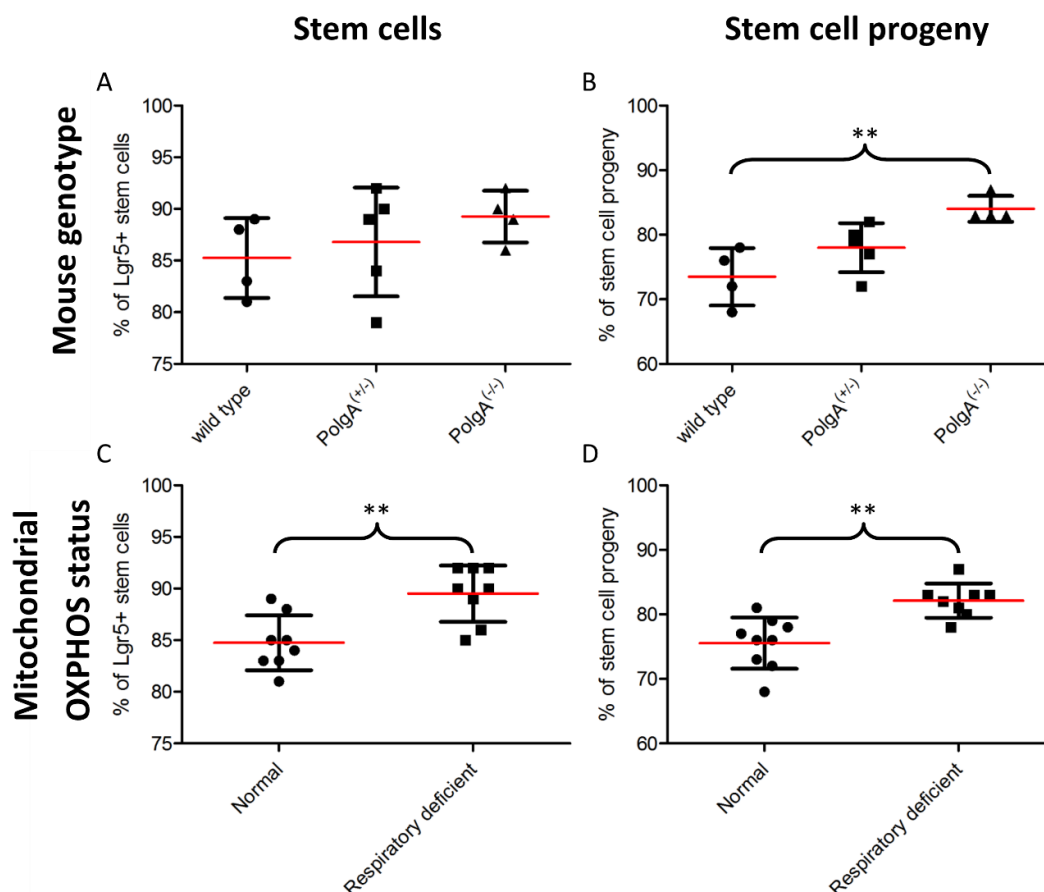 Stem cells
Stem cell progeny
Mouse genotype
A
% of Lgr5+ stem cells
100
95
90
85
80
75
wild type
PolgA(+/-)
PolgA(-/-)
B
% of stem cell progeny
100
90
80
70
60
**
wild type
PolgA(+/-)
PolgA(-/-)
Mitochondrial
OXPHOS status
C
% of Lgr5+ stem cells
100
95
90
85
80
75
**
Normal
Respiratory deficient
D
% of stem cell progeny
100
90
80
70
60
**
Normal
Respiratory deficient